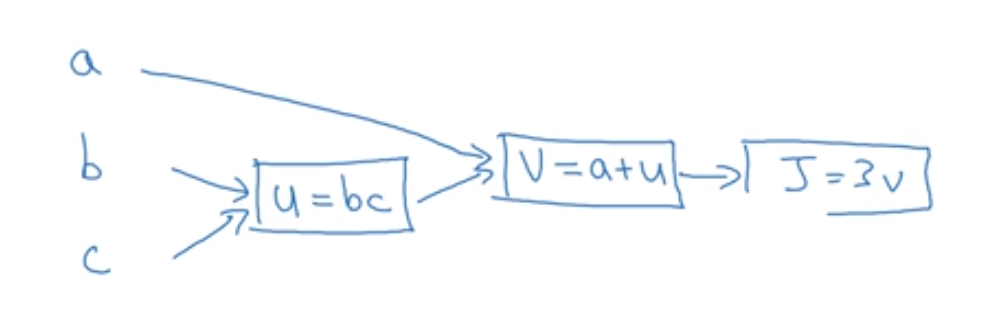 a
b
c
u = bc
V = a+u
J = 3v